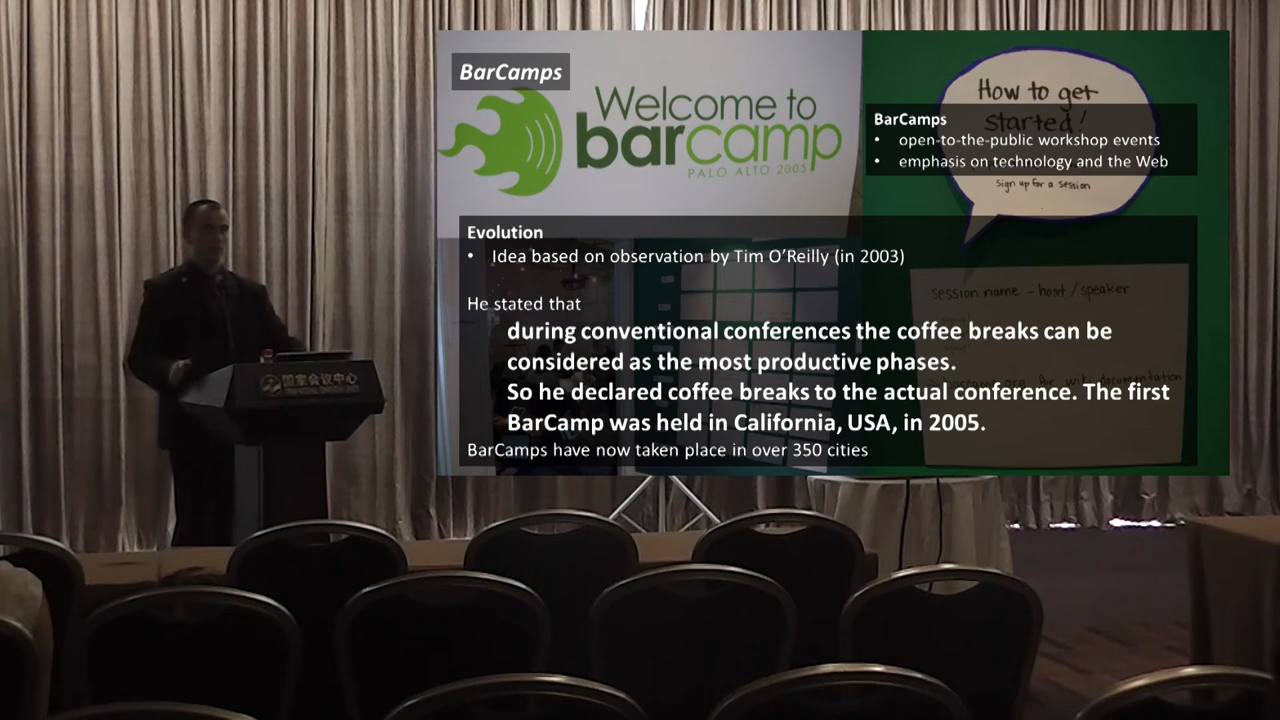 BarCamps
Welcome to
barcamp
PALO ALTO 2005
How to get
started!
BarCamps
• open-to-the-public workshop events
• emphasis on technology and the Web
sign up for a session
Evolution
• Idea based on observation by Tim O'Reilly (in 2003)
He stated that
during conventional conferences the coffee breaks can be
considered as the most productive phases.
So he declared coffee breaks to the actual conference. The first
BarCamp was held in California, USA, in 2005.
BarCamps have now taken place in over 350 cities
session name - host / speaker
for wiki documentation
国家会议中心